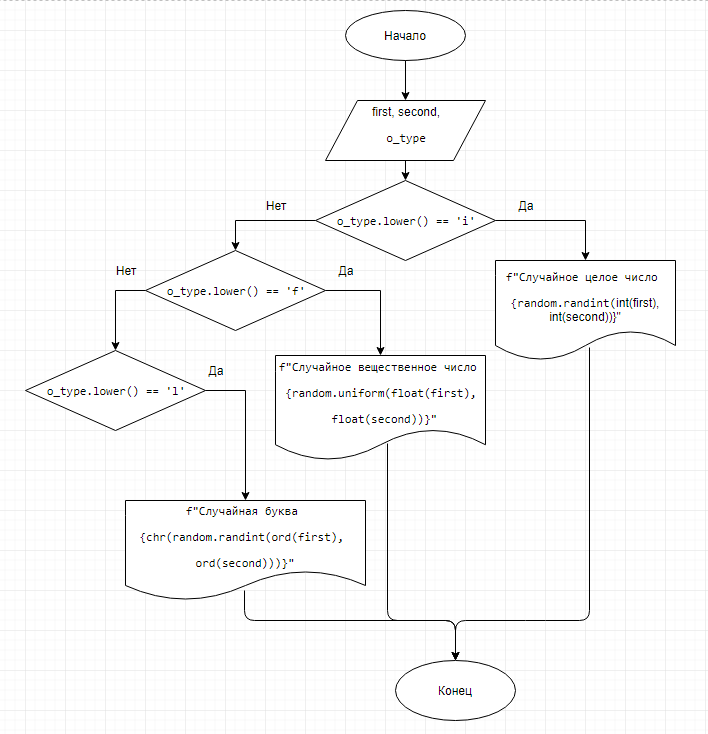 Начало
first, second,
o_type
Нет
Да
o_type.lower() == 'i'
Нет
Да
o_type.lower() == 'f'
f"Случайное целое число
{random.randint(int(first),
int(second))}"
Да
o_type.lower() == 'l'
f"Случайное вещественное число
{random.uniform(float(first),
float(second))}"
f"Случайная буква
{chr(random.randint(ord(first),
ord(second)))}"
Конец